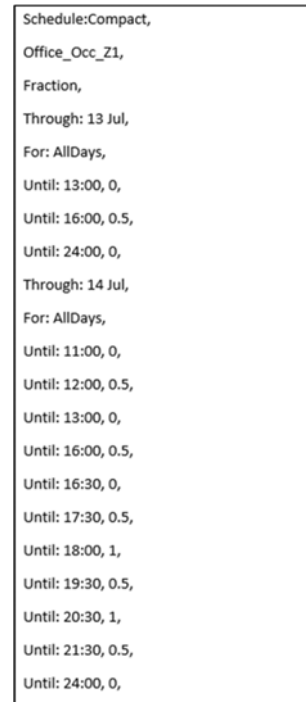 Schedule:Compact,
Office_Occ_Z1,
Fraction,
Through: 13 Jul,
For: AllDays,
Until: 13:00, 0,
Until: 16:00, 0.5,
Until: 24:00, 0,
Through: 14 Jul,
For: AllDays,
Until: 11:00, 0,
Until: 12:00, 0.5,
Until: 13:00, 0,
Until: 16:00, 0.5,
Until: 16:30, 0,
Until: 17:30, 0.5,
Until: 18:00, 1,
Until: 19:30, 0.5,
Until: 20:30, 1,
Until: 21:30, 0.5,
Until: 24:00, 0,